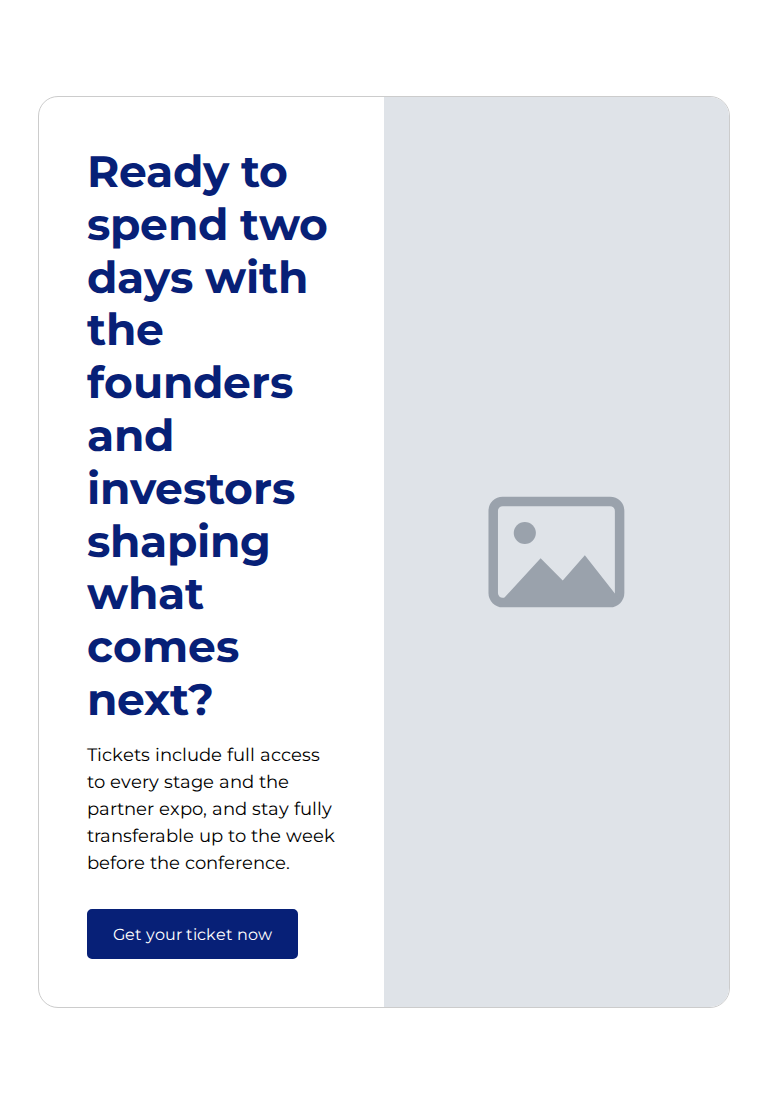 Ready to
spend two
days with
the
founders
and
investors
shaping
what
comes
next?
Tickets include full access
to every stage and the
partner expo, and stay fully
transferable up to the week
before the conference.
Get your ticket now